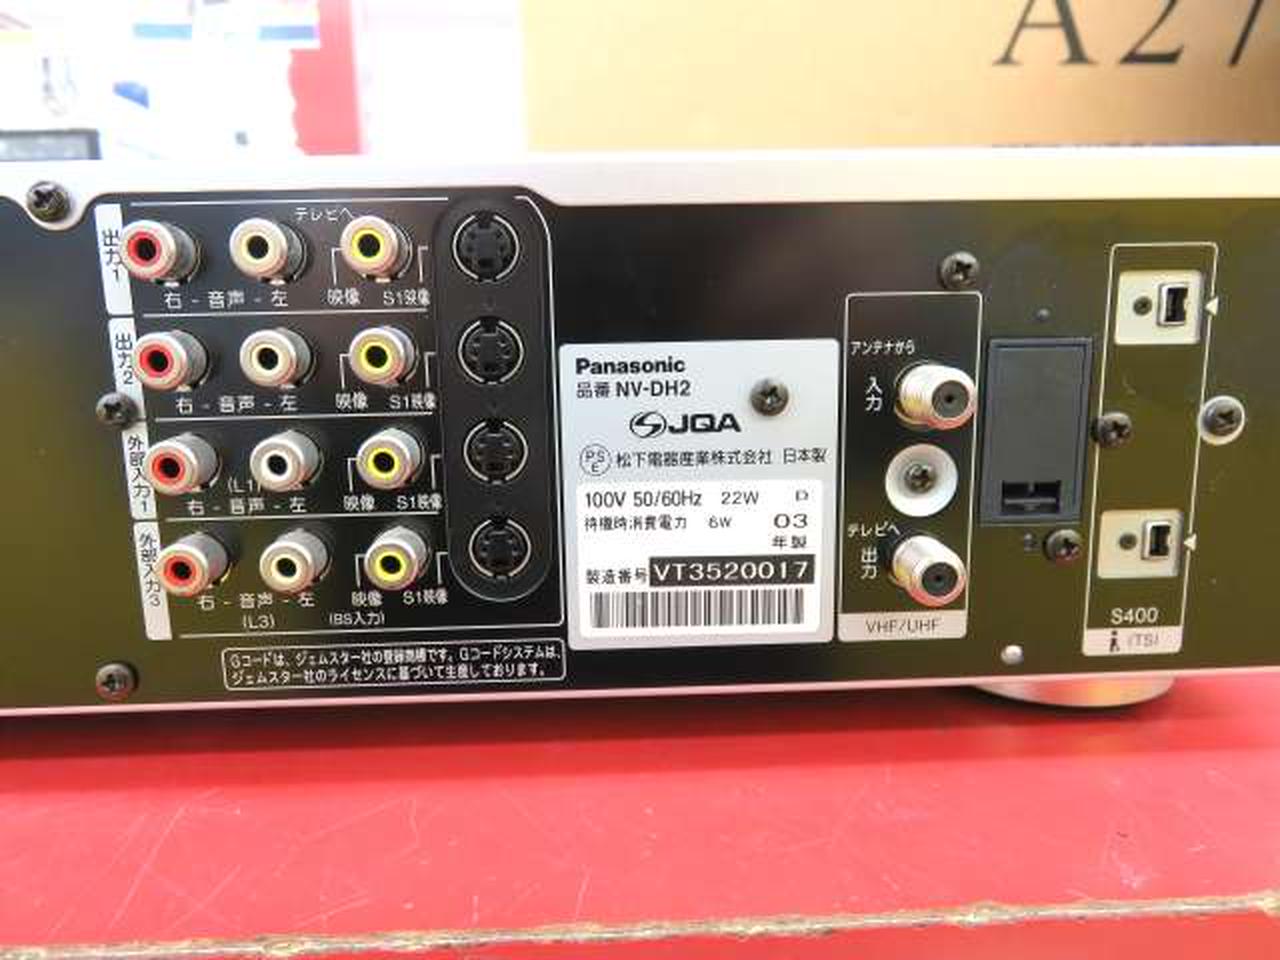 A27
テレビへ
出力1
右 - 音声 - 左
映像
S1映像
出力2
右 - 音声 - 左
映像
S1映像
外部入力1
(L1)
右 - 音声 - 左
映像
S1映像
外部入力3
右 - 音声 - 左
映像
S1映像
(L3)
(BS入力)
Gコードは、ジェムスター社の登録商標です。Gコードシステムは、
ジェムスター社のライセンスに基づいて生産しております。
Panasonic
品番 NV-DH2
JQA
PS
E
松下電器産業株式会社 日本製
100V 50/60Hz 22W D
待機時消費電力 6W 03
年製
製造番号 VT3520017
アンテナから
入力
テレビへ
出力
VHF/UHF
S400
i (TS)